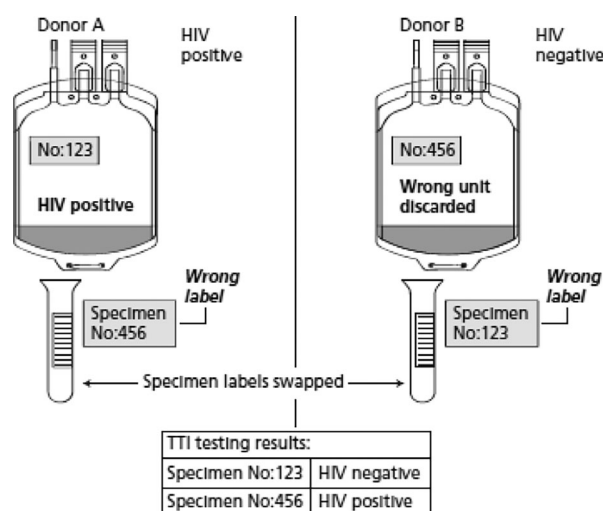 Donor A
HIV
positive
No:123
HIV positive
Wrong
label
Specimen
No:456
Donor B
HIV
negative
No:456
Wrong unit
discarded
Wrong
label
Specimen
No:123
Specimen labels swapped
TTI testing results:
Specimen No:123 HIV negative
Specimen No:456 HIV positive